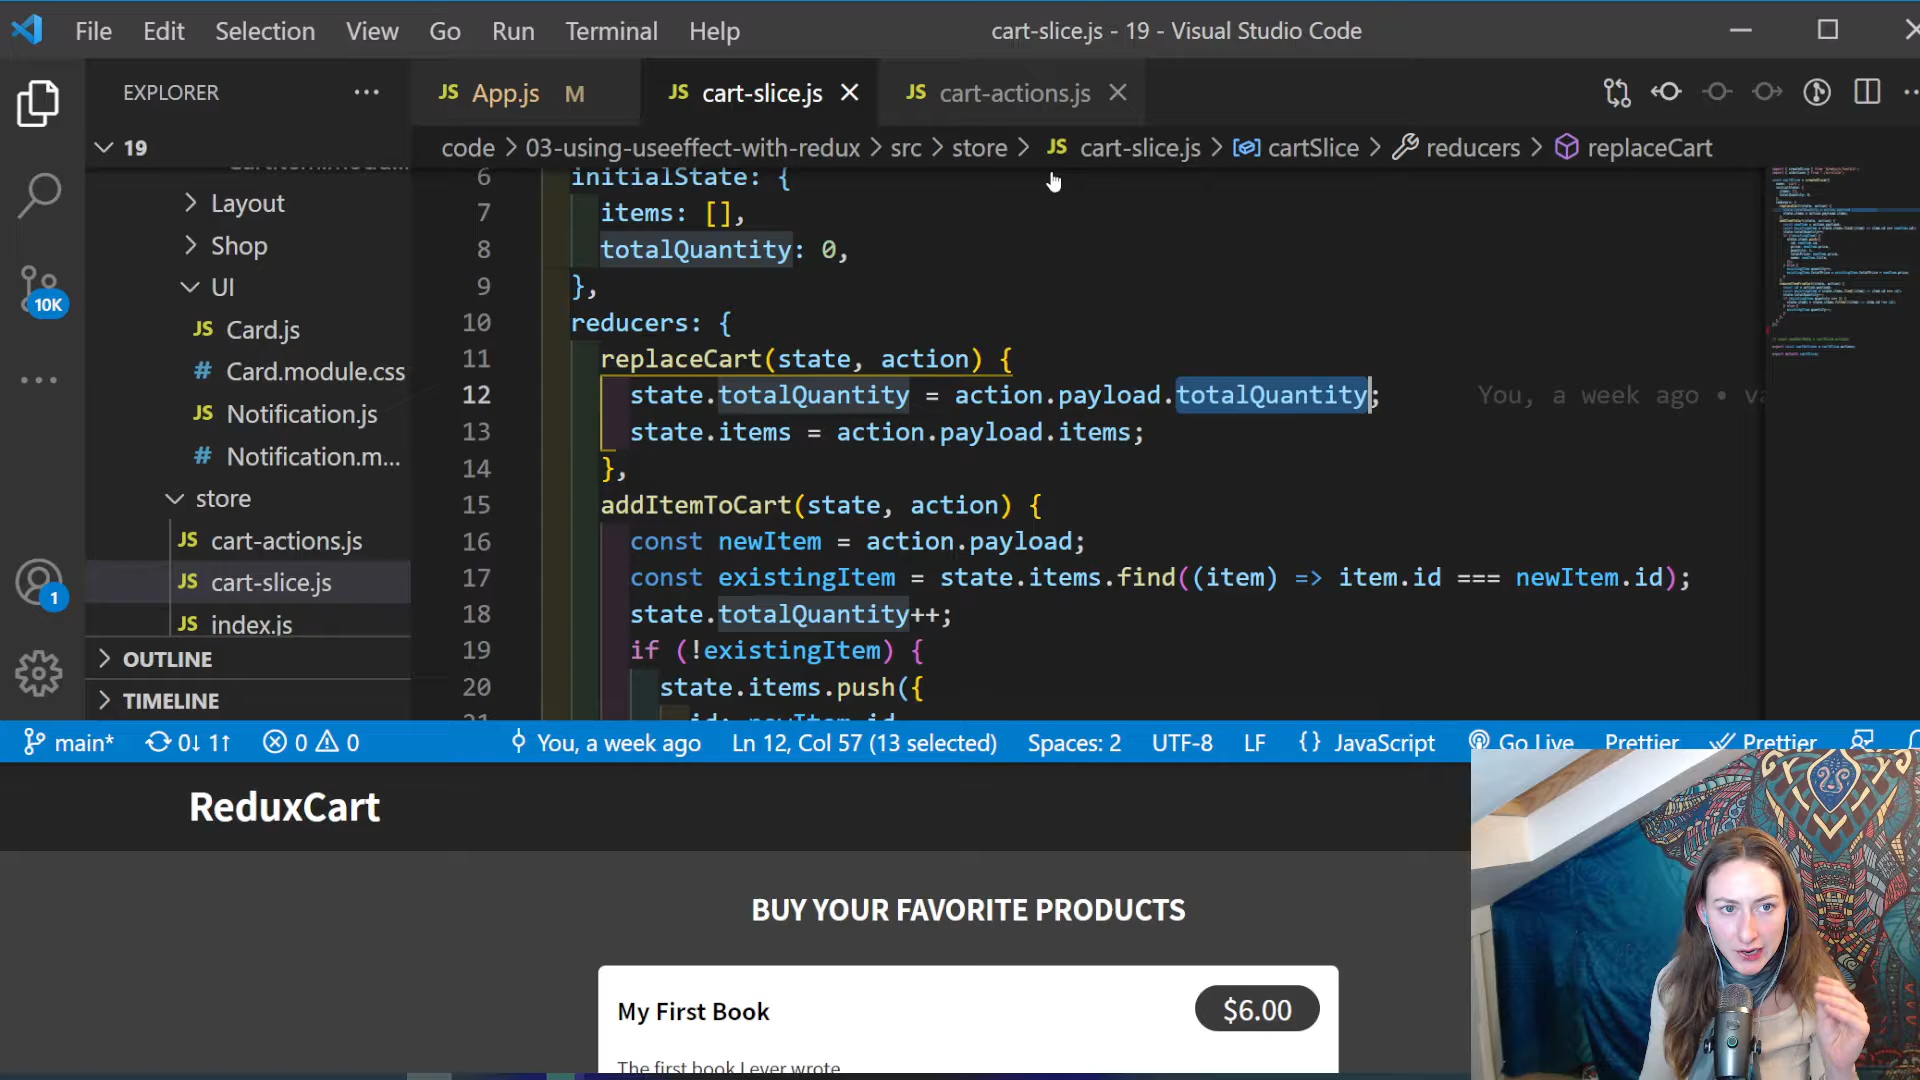 File Edit Selection View Go Run Terminal Help
cart-slice.js - 19 - Visual Studio Code
EXPLORER
JS App.js M
JS cart-slice.js
JS cart-actions.js
19
code > 03-using-useeffect-with-redux > src > store > JS cart-slice.js > cartSlice > reducers > replaceCart
Layout
Shop
UI
JS Card.js
# Card.module.css
JS Notification.js
# Notification.m...
store
JS cart-actions.js
JS cart-slice.js
JS index.js
OUTLINE
TIMELINE
10K
1
6 initialState: {
7 items: [],
8 totalQuantity: 0,
9 },
10 reducers: {
11 replaceCart(state, action) {
12 state.totalQuantity = action.payload.totalQuantity; You, a week ago •
13 state.items = action.payload.items;
14 },
15 addItemToCart(state, action) {
16 const newItem = action.payload;
17 const existingItem = state.items.find((item) => item.id === newItem.id);
18 state.totalQuantity++;
19 if (!existingItem) {
20 state.items.push({
main* 0↓ 1↑ 0 0 You, a week ago Ln 12, Col 57 (13 selected) Spaces: 2 UTF-8 LF {} JavaScript Go Live Prettier Prettier
ReduxCart
BUY YOUR FAVORITE PRODUCTS
My First Book
$6.00
The first book I ever wrote